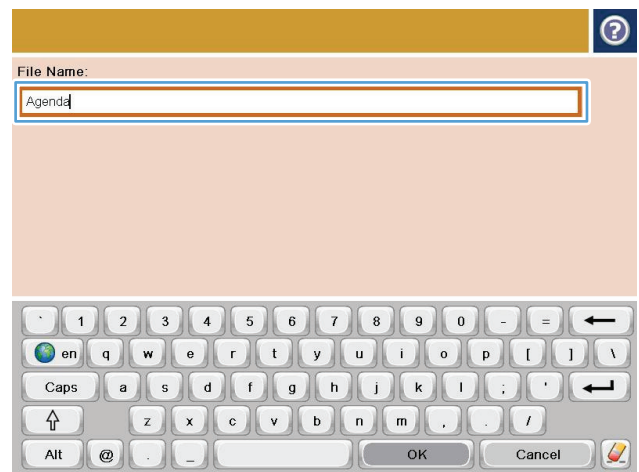 ?
File Name:
Agenda
` 1 2 3 4 5 6 7 8 9 0 - =
en q w e r t y u i o p [ ] \
Caps a s d f g h j k l ; '
z x c v b n m , . /
Alt @ . _ OK Cancel